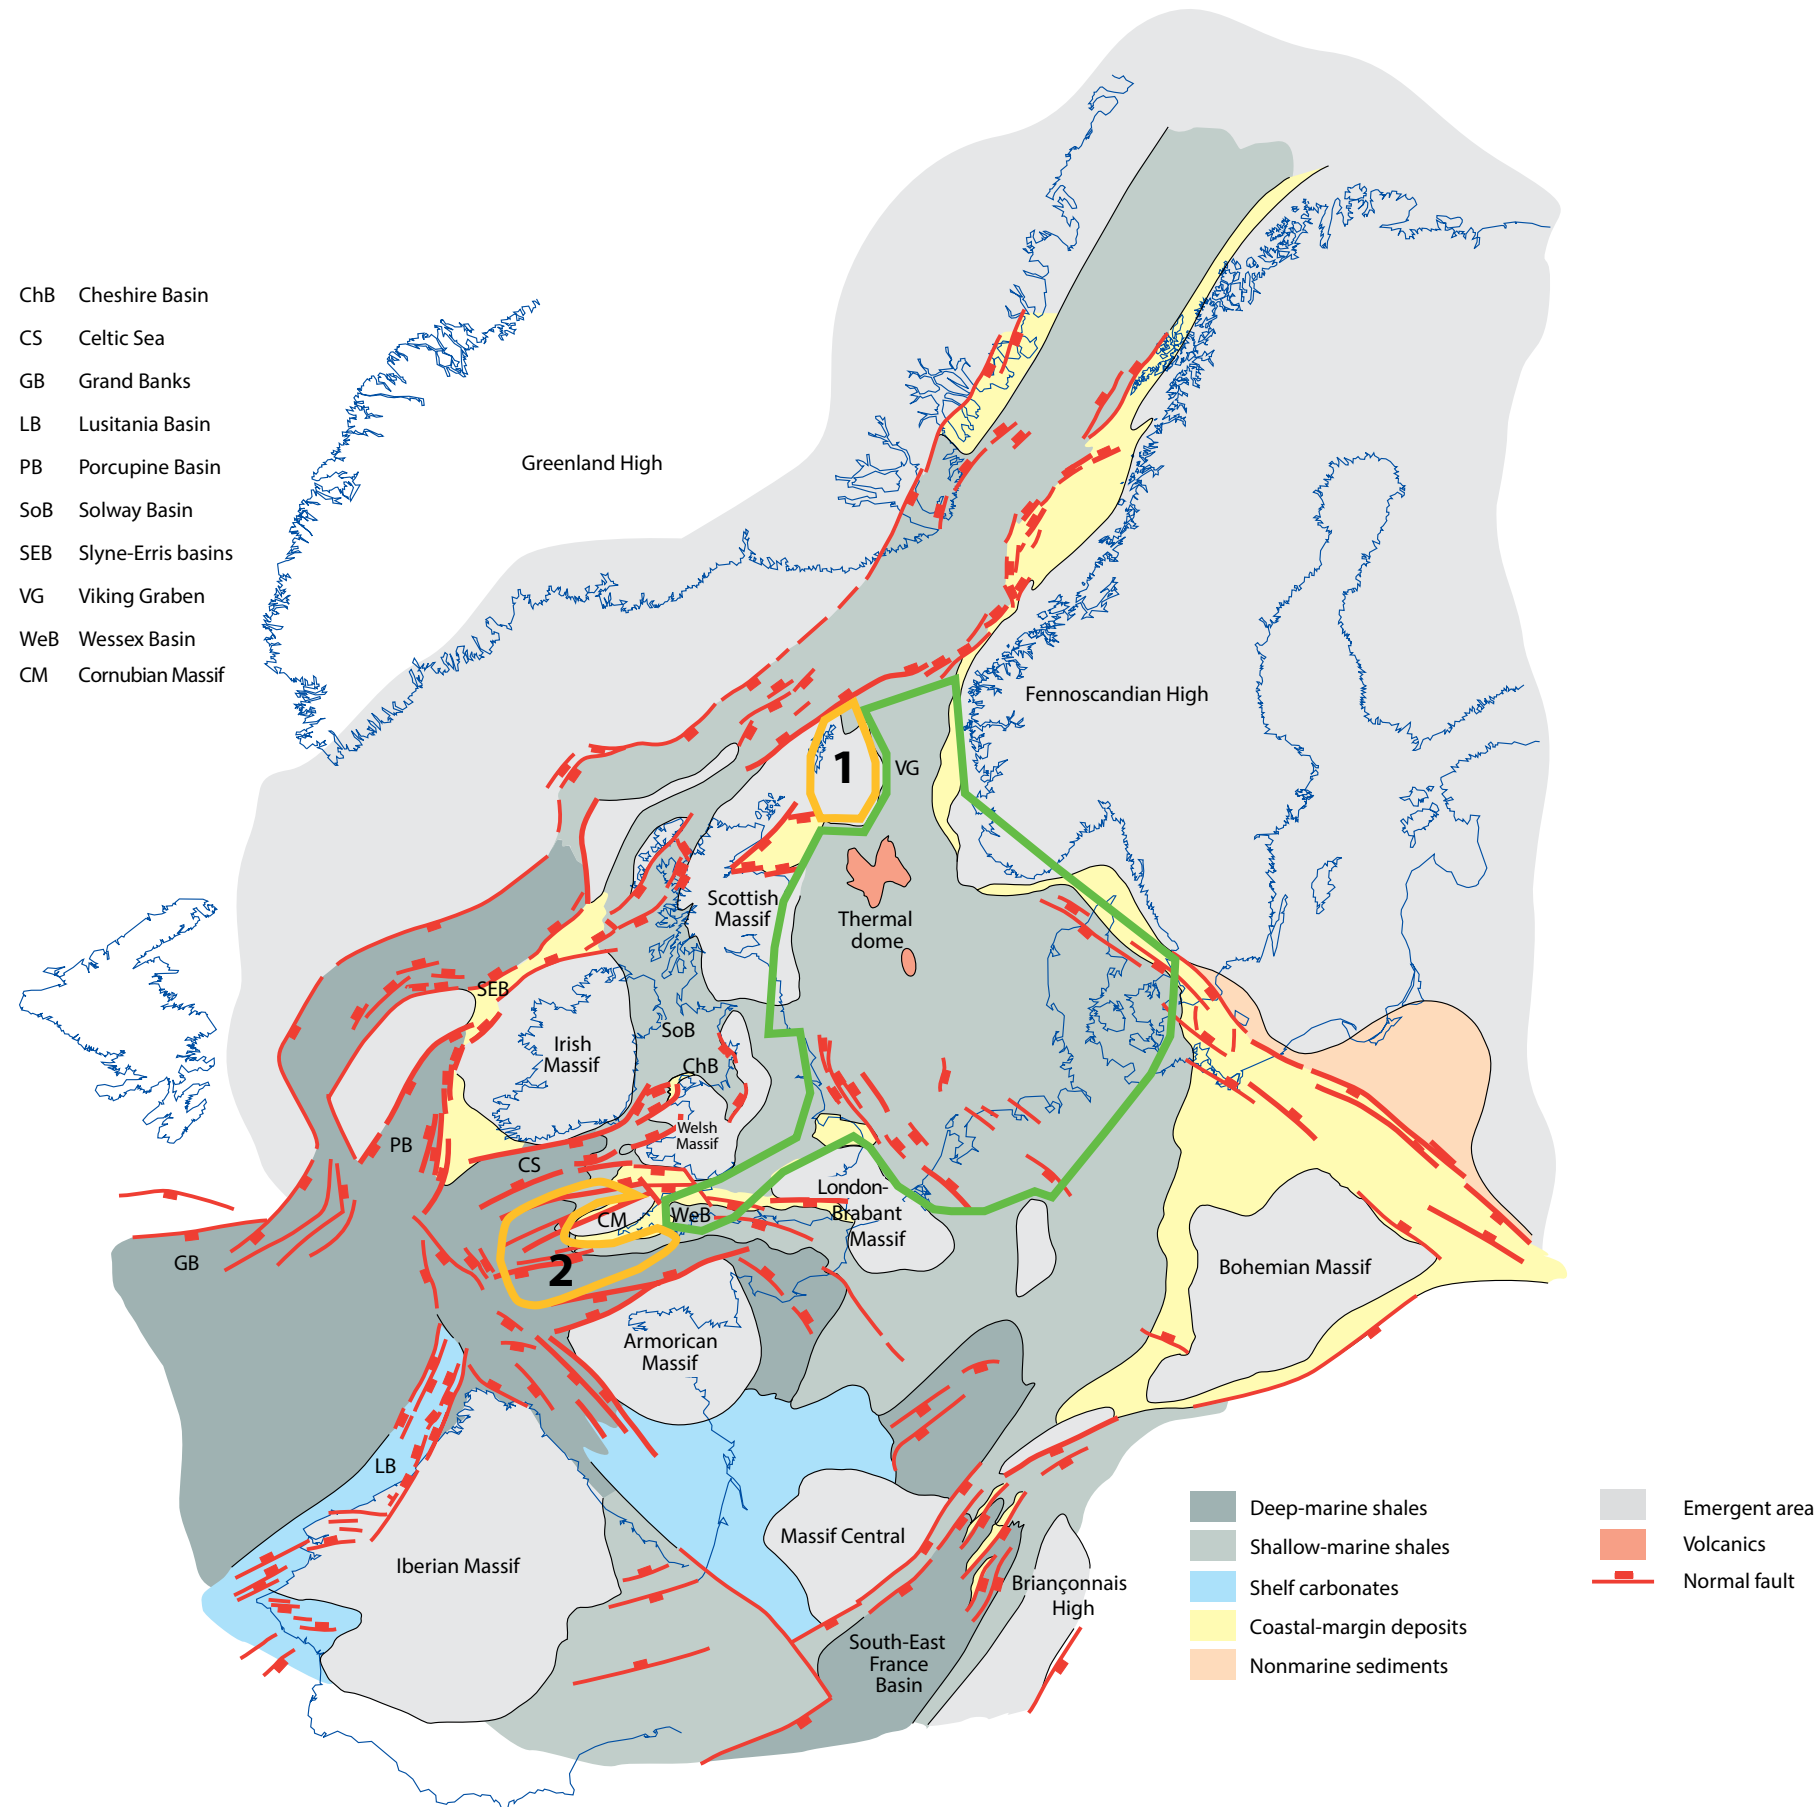 ChB Cheshire Basin
CS Celtic Sea
GB Grand Banks
LB Lusitania Basin
PB Porcupine Basin
SoB Solway Basin
SEB Slyne-Erris basins
VG Viking Graben
WeB Wessex Basin
CM Cornubian Massif
Greenland High
Fennoscandian High
1
VG
Scottish
Massif
Thermal
dome
SEB
SoB
Irish
Massif
ChB
Welsh
Massif
PB
CS
London-
Brabant
Massif
CM
WeB
GB
2
Bohemian Massif
Armorican
Massif
LB
Massif Central
Iberian Massif
Briançonnais
High
South-East
France
Basin
Deep-marine shales
Shallow-marine shales
Shelf carbonates
Coastal-margin deposits
Nonmarine sediments
Emergent area
Volcanics
Normal fault